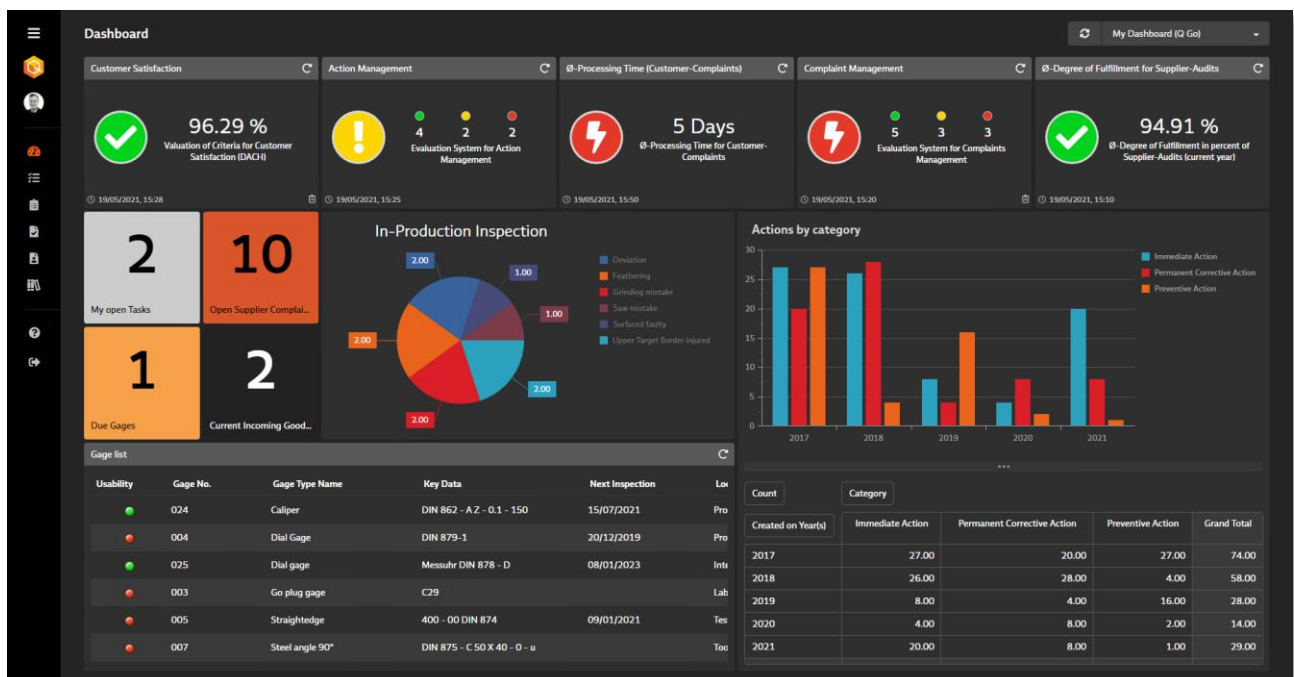 Dashboard
My Dashboard (Q Go)
Customer Satisfaction
96.29 %
Valuation of Criteria for Customer
Satisfaction (DACH)
19/05/2021, 15:28
Action Management
4 2 2
Evaluation System for Action
Management
19/05/2021, 15:25
Ø-Processing Time (Customer-Complaints)
5 Days
Ø-Processing Time for Customer-
Complaints
19/05/2021, 15:50
Complaint Management
5 3 3
Evaluation System for Complaints
Management
19/05/2021, 15:20
Ø-Degree of Fulfillment for Supplier-Audits
94.91 %
Ø-Degree of Fulfillment in percent of
Supplier-Audits (current year)
19/05/2021, 15:10
2
My open Tasks
10
Open Supplier Complai...
1
Due Gages
2
Current Incoming Good...
In-Production Inspection
2.00
1.00
1.00
2.00
2.00
2.00
Deviation
Feathering
Grinding mistake
Saw mistake
Surfaced faulty
Upper Target Border injured
Actions by category
30
25
20
15
10
5
0
2017 2018 2019 2020 2021
Immediate Action
Permanent Corrective Action
Preventive Action
Gage list
Usability Gage No. Gage Type Name Key Data Next Inspection Loc
024 Caliper DIN 862 - A Z - 0.1 - 150 15/07/2021 Pro
004 Dial Gage DIN 879-1 20/12/2019 Pro
025 Dial gage Messuhr DIN 878 - D 08/01/2023 Inte
003 Go plug gage C29 Lab
005 Straightedge 400 - 00 DIN 874 09/01/2021 Tes
007 Steel angle 90° DIN 875 - C 50 X 40 - 0 - u Too
Count Category
Created on Year(s) Immediate Action Permanent Corrective Action Preventive Action Grand Total
2017 27.00 20.00 27.00 74.00
2018 26.00 28.00 4.00 58.00
2019 8.00 4.00 16.00 28.00
2020 4.00 8.00 2.00 14.00
2021 20.00 8.00 1.00 29.00